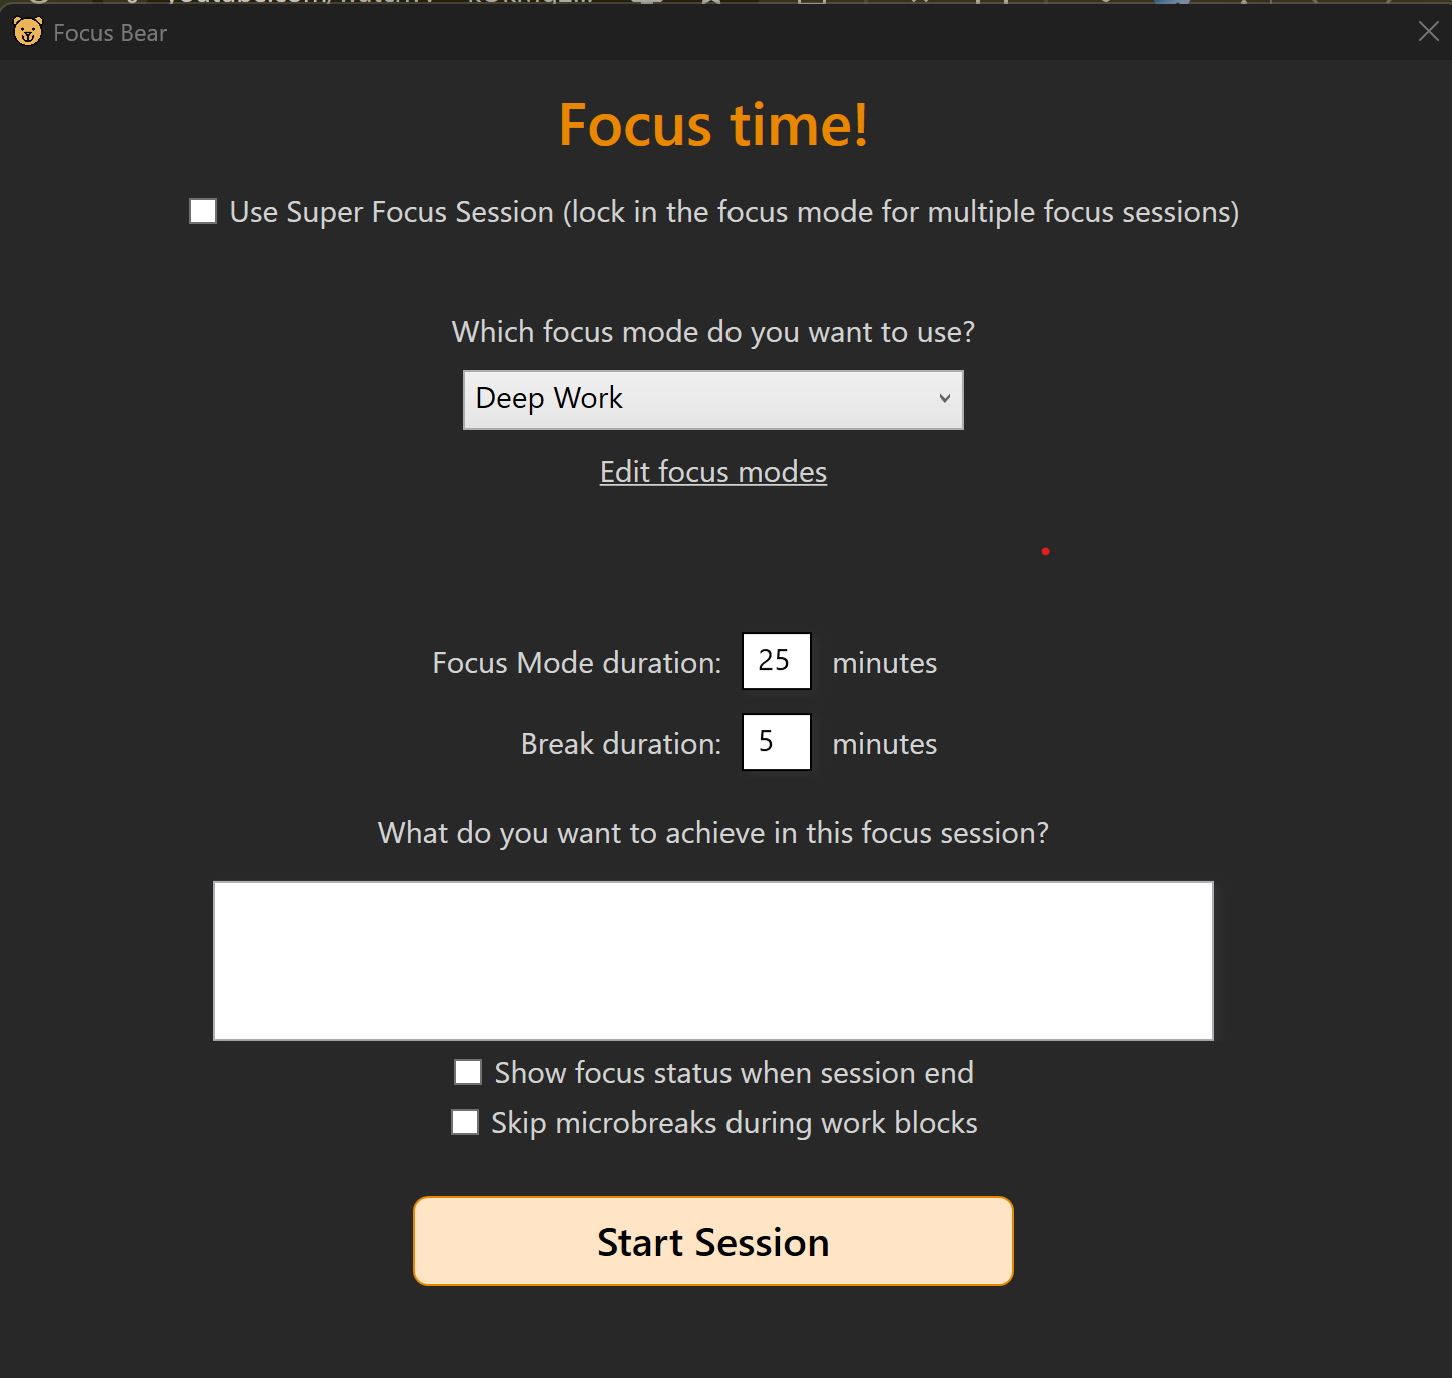 Focus Bear
Focus time!
Use Super Focus Session (lock in the focus mode for multiple focus sessions)
Which focus mode do you want to use?
Deep Work
Edit focus modes
Focus Mode duration: 25 minutes
Break duration: 5 minutes
What do you want to achieve in this focus session?
Show focus status when session end
Skip microbreaks during work blocks
Start Session